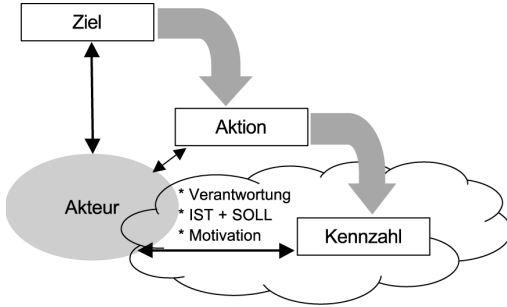 Ziel
Aktion
Akteur
* Verantwortung
* IST + SOLL
* Motivation
Kennzahl